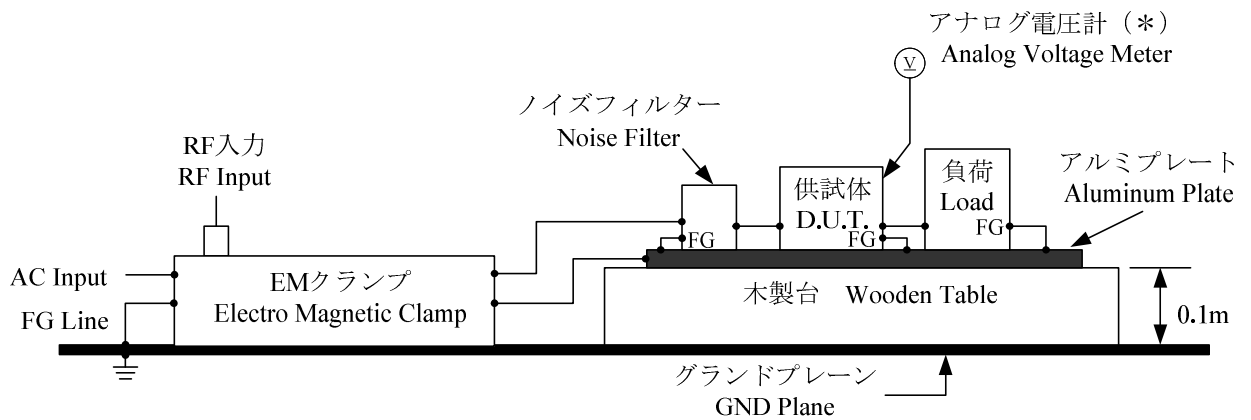 アナログ電圧計（＊）
Analog Voltage Meter
V
ノイズフィルター
Noise Filter
RF入力
RF Input
供試体
D.U.T.
負荷
Load
アルミプレート
Aluminum Plate
FG
FG
FG
AC Input
FG Line
EMクランプ
Electro Magnetic Clamp
木製台 Wooden Table
0.1m
グランドプレーン
GND Plane